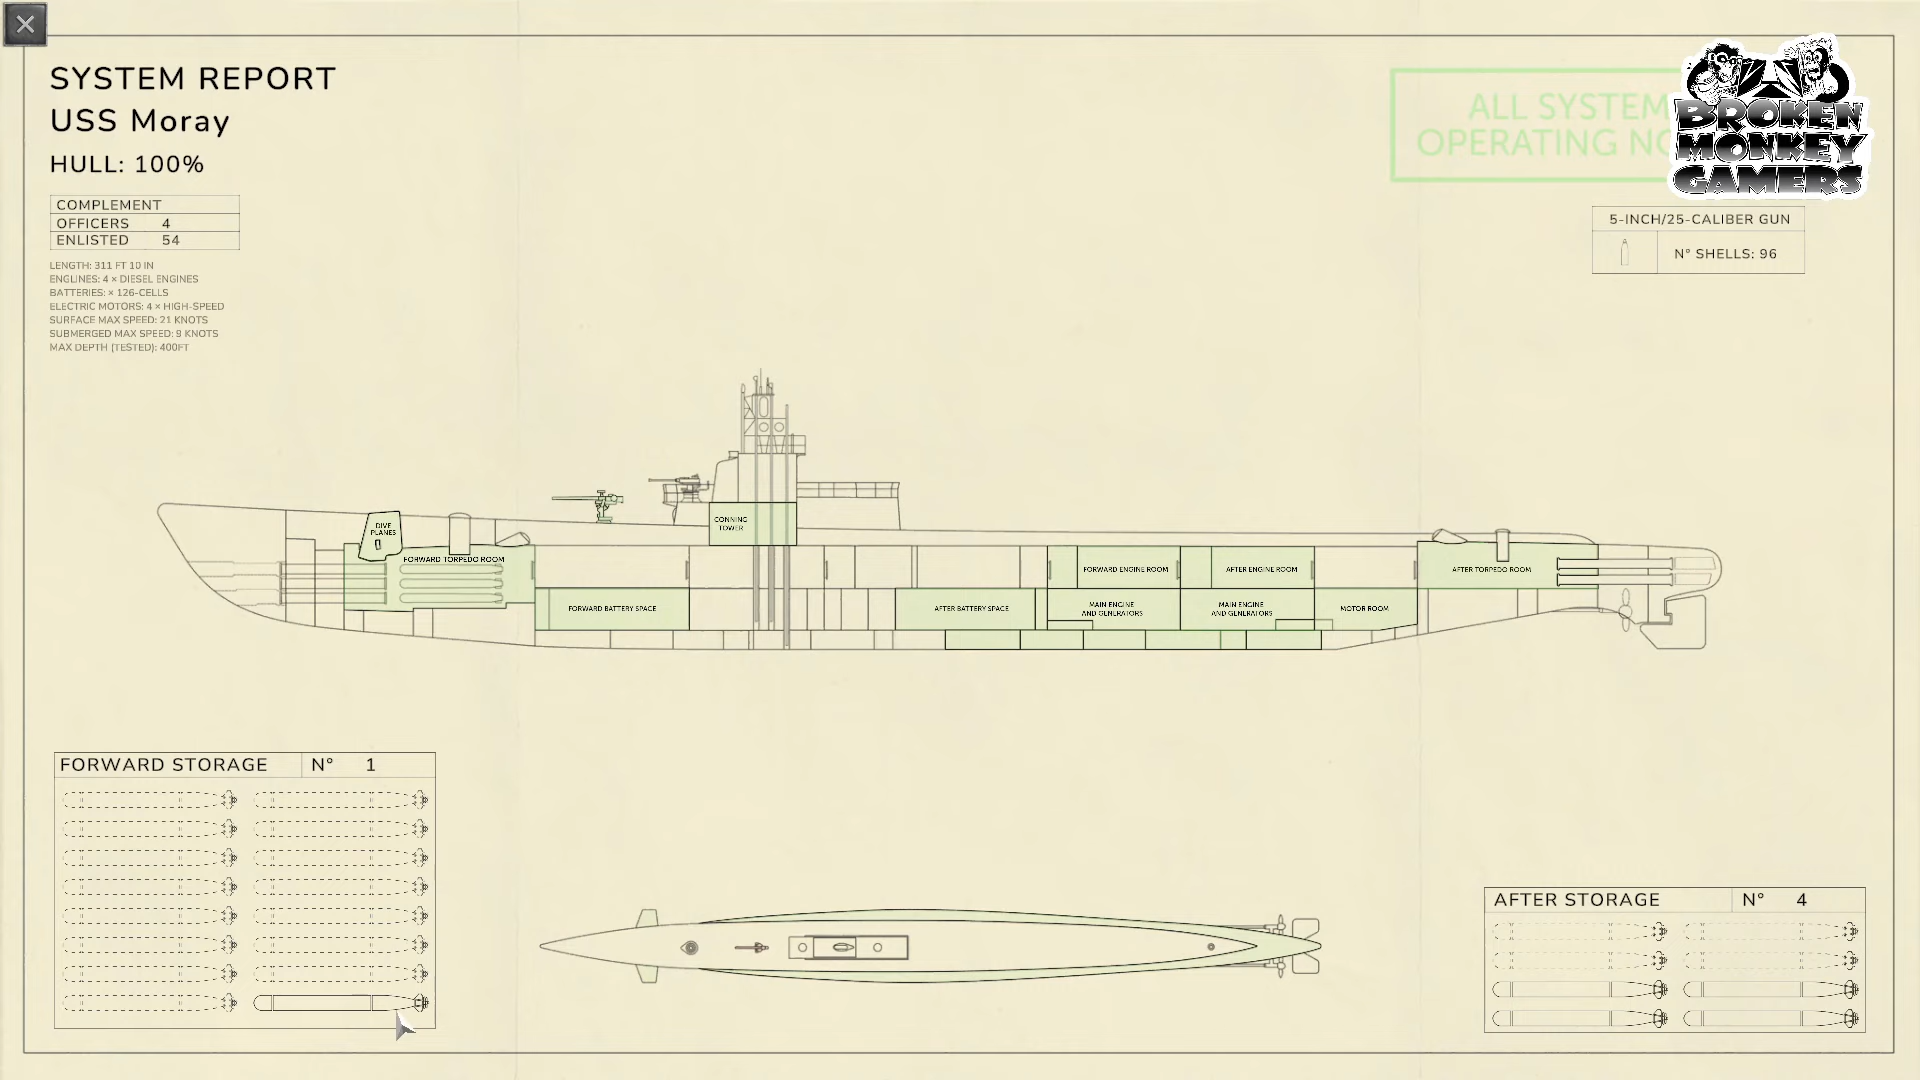 SYSTEM REPORT
USS Moray
HULL: 100%
COMPLEMENT
OFFICERS 4
ENLISTED 54
LENGTH: 311 FT 10 IN
ENGLINES: 4 × DIESEL ENGINES
BATTERIES: × 126-CELLS
ELECTRIC MOTORS: 4 × HIGH-SPEED
SURFACE MAX SPEED: 21 KNOTS
SUBMERGED MAX SPEED: 9 KNOTS
MAX DEPTH (TESTED): 400FT
ALL SYSTEM
OPERATING NO
BROKEN
MONKEY
GAMERS
5-INCH/25-CALIBER GUN
N° SHELLS: 96
CONNING
TOWER
DIVE
PLANES
FORWARD TORPEDO ROOM
FORWARD ENGINE ROOM
AFTER ENGINE ROOM
AFTER TORPEDO ROOM
FORWARD BATTERY SPACE
AFTER BATTERY SPACE
MAIN ENGINE
AND GENERATORS
MAIN ENGINE
AND GENERATORS
MOTOR ROOM
FORWARD STORAGE N° 1
AFTER STORAGE N° 4